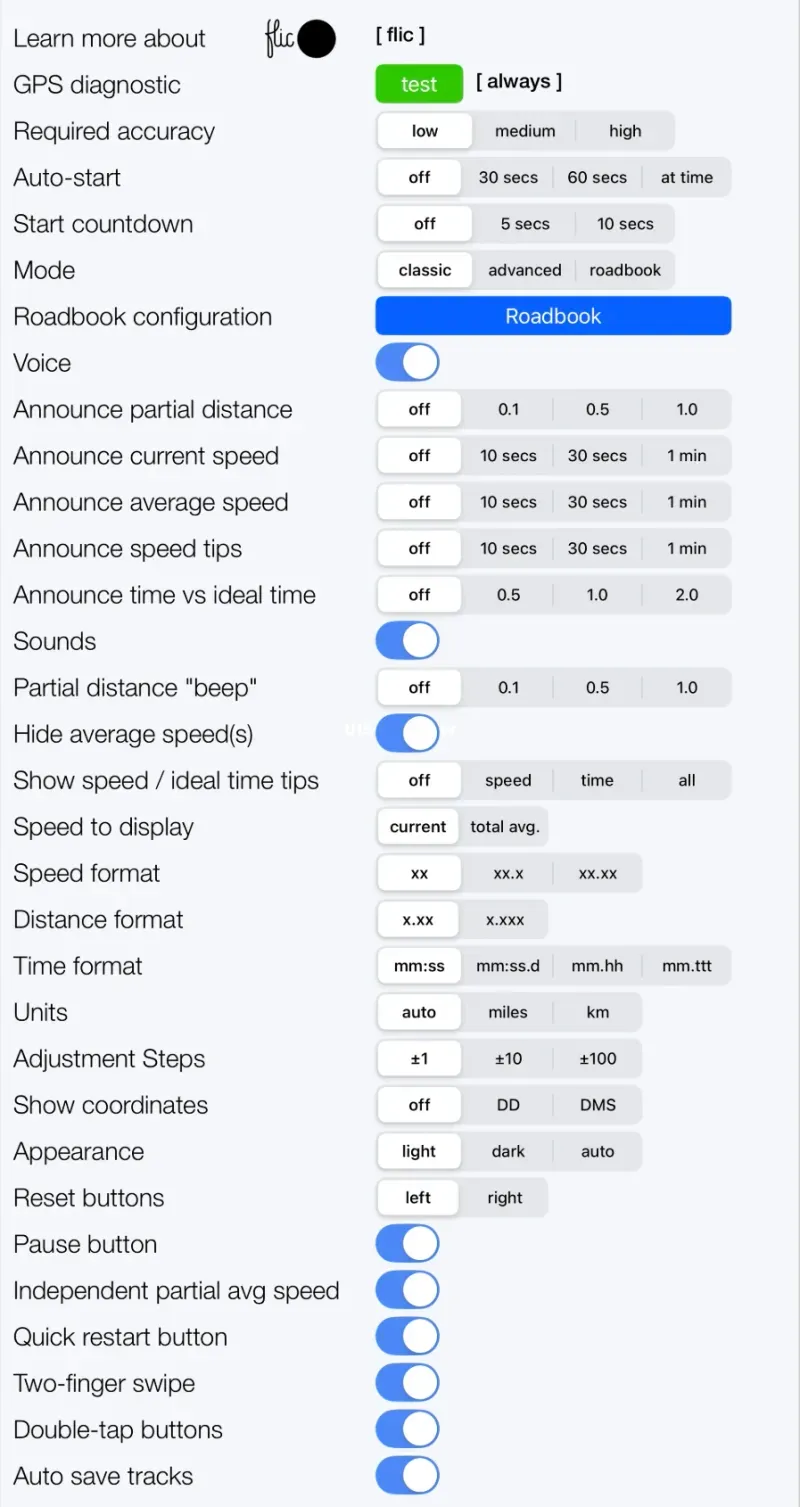 Learn more about flic [ flic ]
GPS diagnostic test [ always ]
Required accuracy low medium high
Auto-start off 30 secs 60 secs at time
Start countdown off 5 secs 10 secs
Mode classic advanced roadbook
Roadbook configuration Roadbook
Voice
Announce partial distance off 0.1 0.5 1.0
Announce current speed off 10 secs 30 secs 1 min
Announce average speed off 10 secs 30 secs 1 min
Announce speed tips off 10 secs 30 secs 1 min
Announce time vs ideal time off 0.5 1.0 2.0
Sounds
Partial distance "beep" off 0.1 0.5 1.0
Hide average speed(s)
Show speed / ideal time tips off speed time all
Speed to display current total avg.
Speed format xx xx.x xx.xx
Distance format x.xx x.xxx
Time format mm:ss mm:ss.d mm.hh mm.ttt
Units auto miles km
Adjustment Steps ±1 ±10 ±100
Show coordinates off DD DMS
Appearance light dark auto
Reset buttons left right
Pause button
Independent partial avg speed
Quick restart button
Two-finger swipe
Double-tap buttons
Auto save tracks